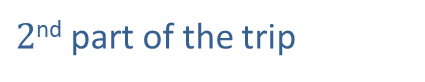 2nd part of the trip